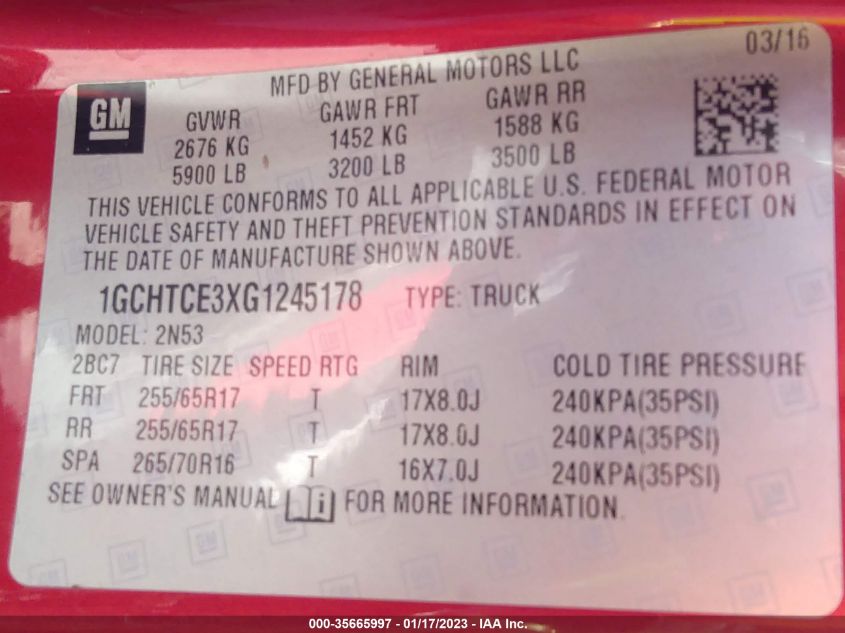 03/16
MFD BY GENERAL MOTORS LLC
GM
GVWR GAWR FRT GAWR RR
2676 KG 1452 KG 1588 KG
5900 LB 3200 LB 3500 LB
THIS VEHICLE CONFORMS TO ALL APPLICABLE U.S. FEDERAL MOTOR
VEHICLE SAFETY AND THEFT PREVENTION STANDARDS IN EFFECT ON
THE DATE OF MANUFACTURE SHOWN ABOVE.
1GCHTCE3XG1245178 TYPE: TRUCK
MODEL: 2N53
2BC7 TIRE SIZE SPEED RTG RIM COLD TIRE PRESSURE
FRT 255/65R17 T 17X8.0J 240KPA(35PSI)
RR 255/65R17 T 17X8.0J 240KPA(35PSI)
SPA 265/70R16 T 16X7.0J 240KPA(35PSI)
SEE OWNER'S MANUAL i FOR MORE INFORMATION.
000-35665997 - 01/17/2023 - IAA Inc.